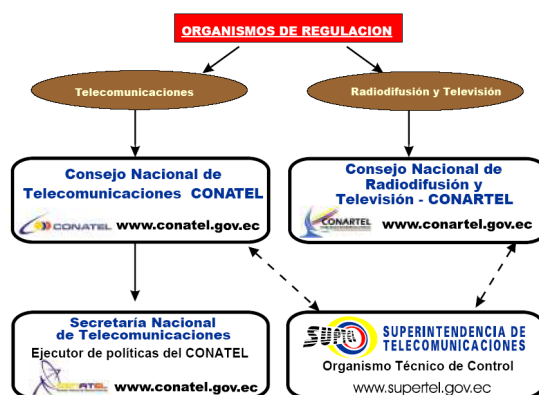 ORGANISMOS DE REGULACION
Telecomunicaciones
Radiodifusión y Televisión
Consejo Nacional de
Telecomunicaciones CONATEL
CONATEL www.conatel.gov.ec
Consejo Nacional de
Radiodifusión y
Televisión - CONARTEL
CONARTEL www.conartel.gov.ec
Secretaría Nacional
de Telecomunicaciones
Ejecutor de políticas del CONATEL
www.conatel.gov.ec
SUPTEL SUPERINTENDENCIA DE
TELECOMUNICACIONES
Organismo Técnico de Control
www.supertel.gov.ec